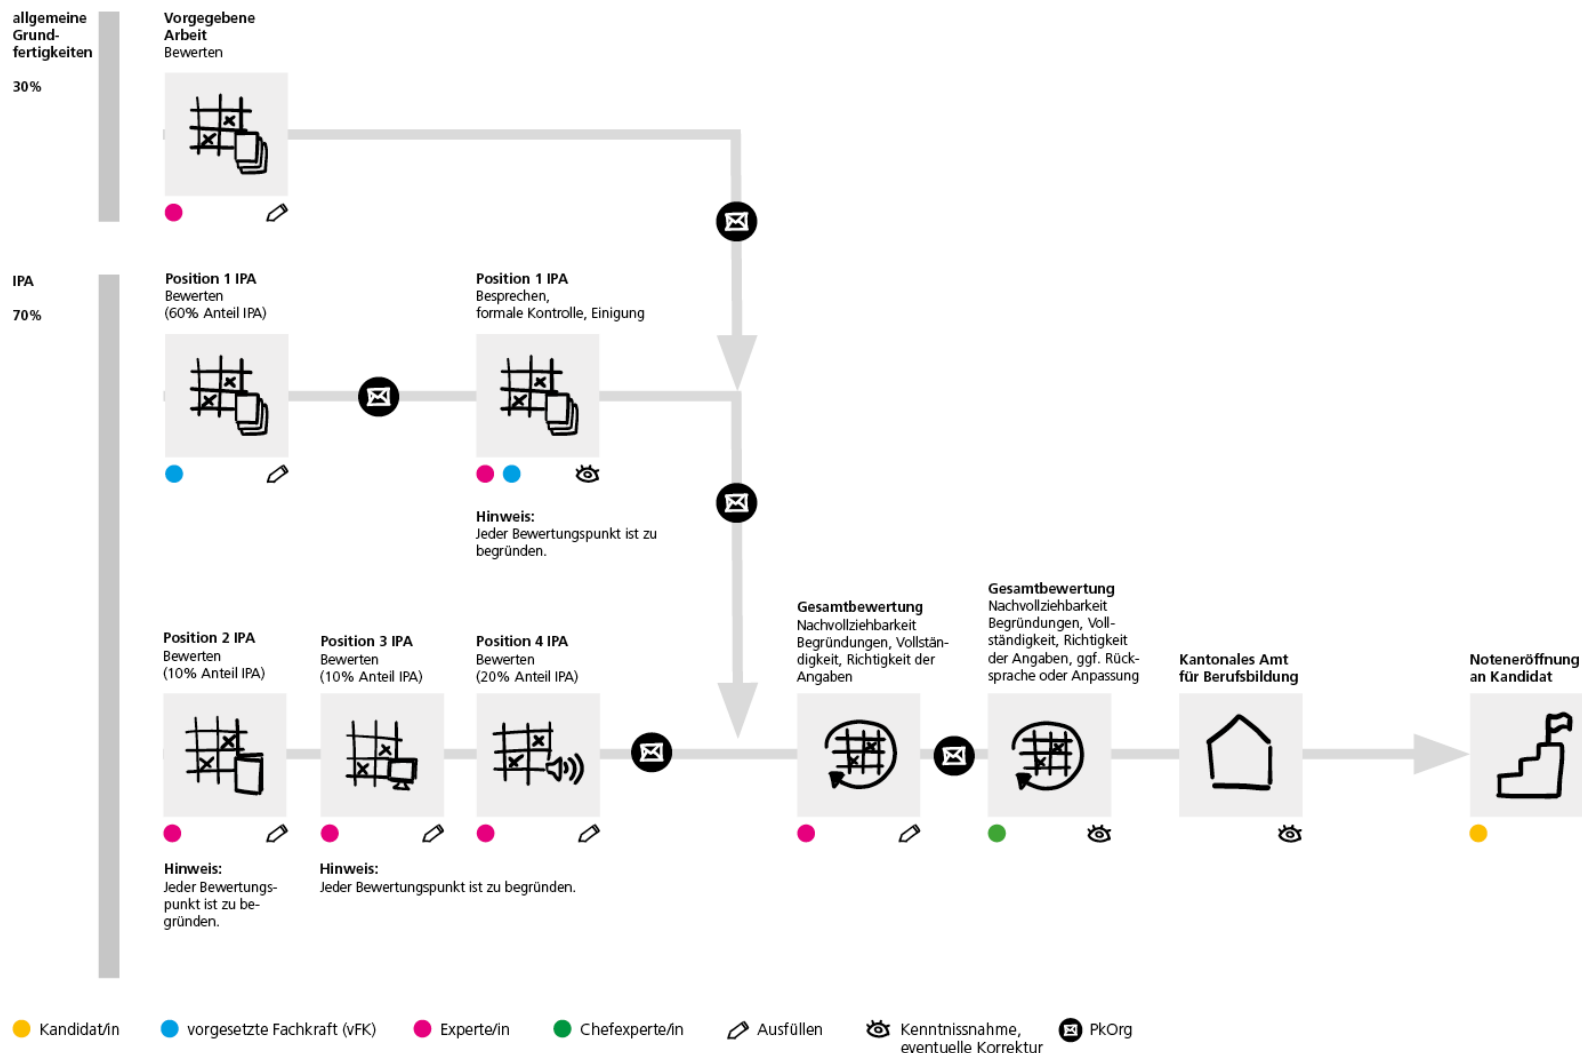 allgemeine
Grund-
fertigkeiten
30%
Vorgegebene
Arbeit
Bewerten
IPA
70%
Position 1 IPA
Bewerten
(60% Anteil IPA)
Position 1 IPA
Besprechen,
formale Kontrolle, Einigung
Hinweis:
Jeder Bewertungspunkt ist zu
begründen.
Position 2 IPA
Bewerten
(10% Anteil IPA)
Position 3 IPA
Bewerten
(10% Anteil IPA)
Position 4 IPA
Bewerten
(20% Anteil IPA)
Gesamtbewertung
Nachvollziehbarkeit
Begründungen, Vollstän-
digkeit, Richtigkeit der
Angaben
Gesamtbewertung
Nachvollziehbarkeit
Begründungen, Voll-
ständigkeit, Richtigkeit
der Angaben, ggf. Rück-
sprache oder Anpassung
Kantonales Amt
für Berufsbildung
Noteneröffnung
an Kandidat
Hinweis:
Jeder Bewertungs-
punkt ist zu be-
gründen.
Hinweis:
Jeder Bewertungspunkt ist zu begründen.
Kandidat/in
vorgesetzte Fachkraft (vFK)
Experte/in
Chefexperte/in
Ausfüllen
Kenntnissnahme,
eventuelle Korrektur
PkOrg